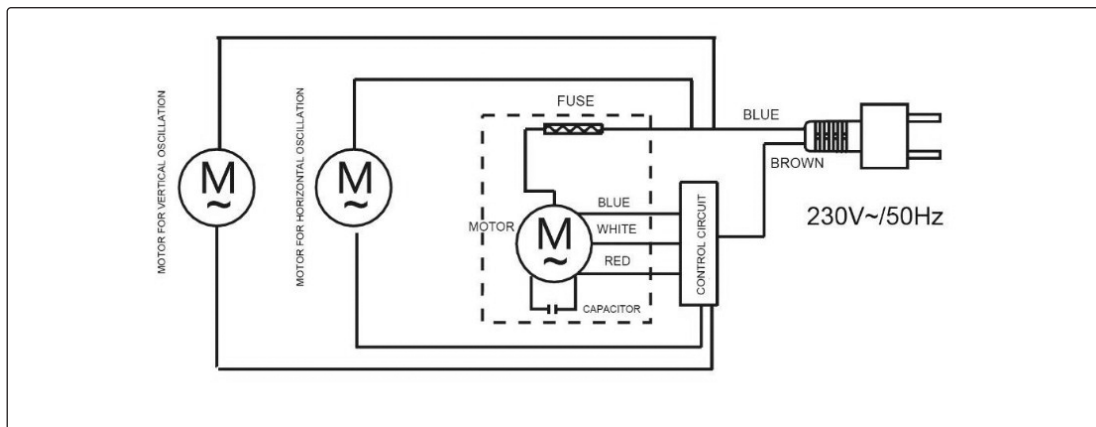 MOTOR FOR VERTICAL OSCILLATION
M
~
MOTOR FOR HORIZONTAL OSCILLATION
M
~
FUSE
BLUE
BROWN
230V~/50Hz
MOTOR
M
~
BLUE
WHITE
RED
CAPACITOR
CONTROL CIRCUIT